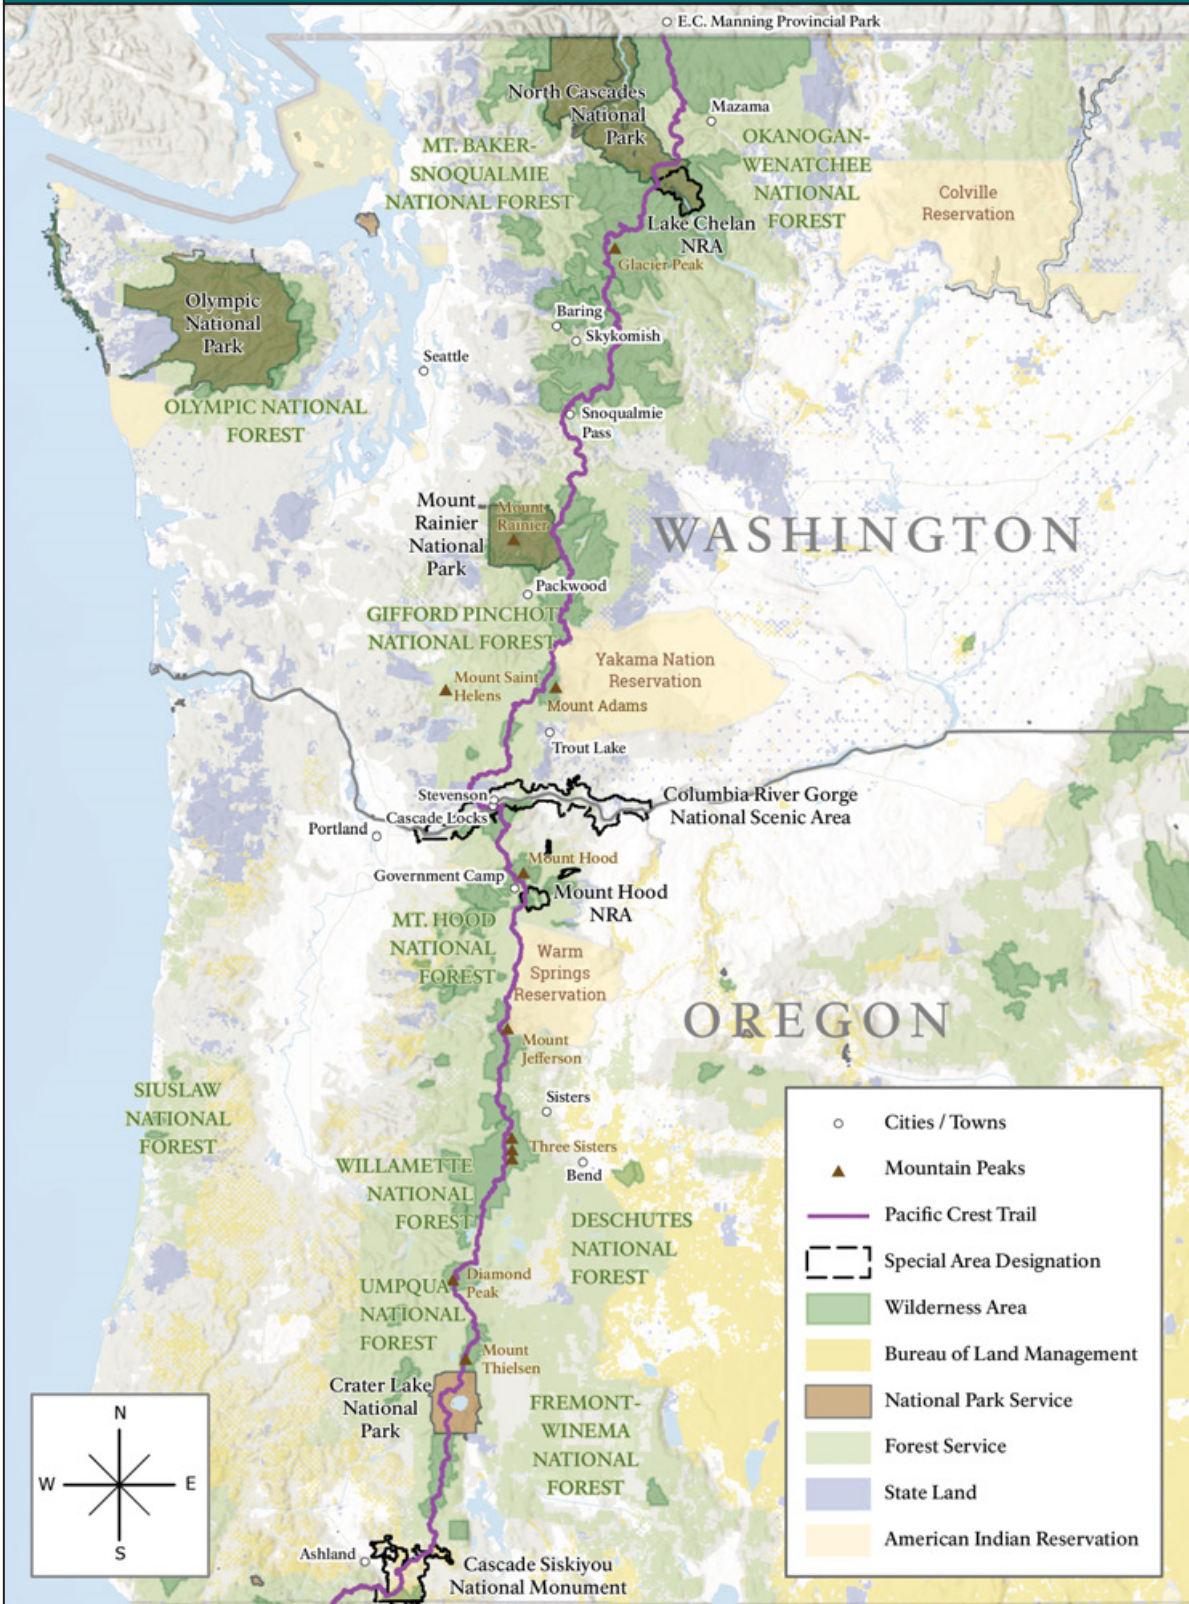 E.C. Manning Provincial Park
North Cascades
National
Park
Mazama
MT. BAKER-
SNOQUALMIE
NATIONAL FOREST
OKANOGAN-
WENATCHEE
NATIONAL
FOREST
Colville
Reservation
Lake Chelan
NRA
Glacier Peak
Olympic
National
Park
Baring
Skykomish
Seattle
OLYMPIC NATIONAL
FOREST
Snoqualmie
Pass
Mount
Rainier
National
Park
Mount
Rainier
WASHINGTON
Packwood
GIFFORD PINCHOT
NATIONAL FOREST
Yakama Nation
Reservation
Mount Saint
Helens
Mount Adams
Trout Lake
Stevenson
Cascade Locks
Columbia River Gorge
National Scenic Area
Portland
Mount Hood
Government Camp
Mount Hood
NRA
MT. HOOD
NATIONAL
FOREST
Warm
Springs
Reservation
OREGON
Mount
Jefferson
SIUSLAW
NATIONAL
FOREST
Sisters
Three Sisters
Bend
WILLAMETTE
NATIONAL
FOREST
DESCHUTES
NATIONAL
FOREST
Diamond
Peak
UMPQUA
NATIONAL
FOREST
Mount
Thielsen
Crater Lake
National
Park
FREMONT-
WINEMA
NATIONAL
FOREST
Ashland
Cascade Siskiyou
National Monument
N
W
E
S
Cities / Towns
Mountain Peaks
Pacific Crest Trail
Special Area Designation
Wilderness Area
Bureau of Land Management
National Park Service
Forest Service
State Land
American Indian Reservation